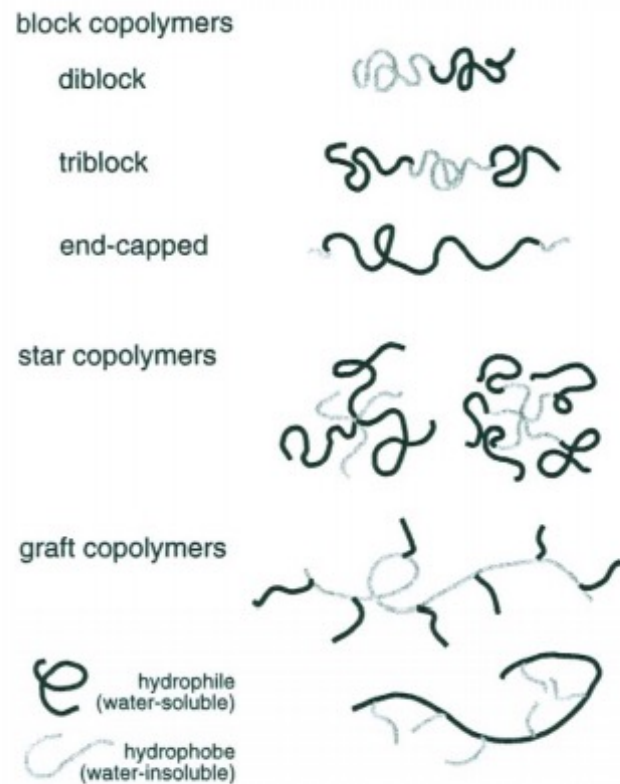 block copolymers
diblock
triblock
end-capped
star copolymers
graft copolymers
hydrophile
(water-soluble)
hydrophobe
(water-insoluble)